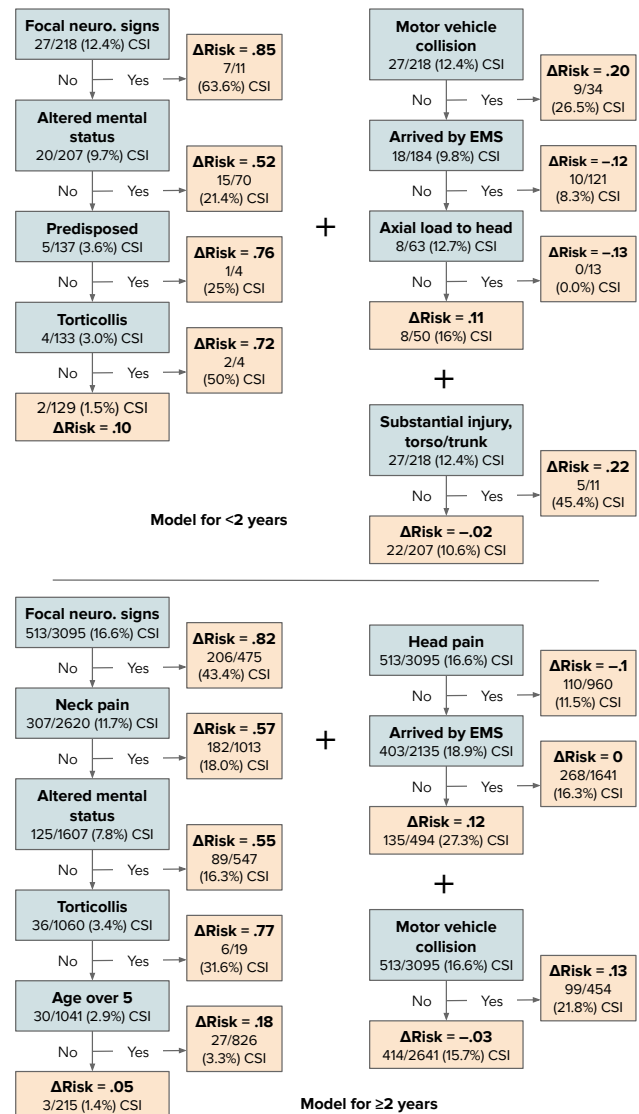 Focal neuro. signs
27/218 (12.4%) CSI
No Yes
ΔRisk = .85
7/11
(63.6%) CSI
Altered mental
status
20/207 (9.7%) CSI
No Yes
ΔRisk = .52
15/70
(21.4%) CSI
Predisposed
5/137 (3.6%) CSI
No Yes
ΔRisk = .76
1/4
(25%) CSI
Torticollis
4/133 (3.0%) CSI
No Yes
ΔRisk = .72
2/4
(50%) CSI
2/129 (1.5%) CSI
ΔRisk = .10
+
Motor vehicle
collision
27/218 (12.4%) CSI
No Yes
ΔRisk = .20
9/34
(26.5%) CSI
Arrived by EMS
18/184 (9.8%) CSI
No Yes
ΔRisk = –.12
10/121
(8.3%) CSI
Axial load to head
8/63 (12.7%) CSI
No Yes
ΔRisk = –.13
0/13
(0.0%) CSI
ΔRisk = .11
8/50 (16%) CSI
+
Substantial injury,
torso/trunk
27/218 (12.4%) CSI
No Yes
ΔRisk = .22
5/11
(45.4%) CSI
ΔRisk = –.02
22/207 (10.6%) CSI
Model for <2 years
Focal neuro. signs
513/3095 (16.6%) CSI
No Yes
ΔRisk = .82
206/475
(43.4%) CSI
Neck pain
307/2620 (11.7%) CSI
No Yes
ΔRisk = .57
182/1013
(18.0%) CSI
Altered mental
status
125/1607 (7.8%) CSI
No Yes
ΔRisk = .55
89/547
(16.3%) CSI
Torticollis
36/1060 (3.4%) CSI
No Yes
ΔRisk = .77
6/19
(31.6%) CSI
Age over 5
30/1041 (2.9%) CSI
No Yes
ΔRisk = .18
27/826
(3.3%) CSI
ΔRisk = .05
3/215 (1.4%) CSI
+
Head pain
513/3095 (16.6%) CSI
No Yes
ΔRisk = –.1
110/960
(11.5%) CSI
Arrived by EMS
403/2135 (18.9%) CSI
No Yes
ΔRisk = 0
268/1641
(16.3%) CSI
ΔRisk = .12
135/494 (27.3%) CSI
+
Motor vehicle
collision
513/3095 (16.6%) CSI
No Yes
ΔRisk = .13
99/454
(21.8%) CSI
ΔRisk = –.03
414/2641 (15.7%) CSI
Model for ≥2 years